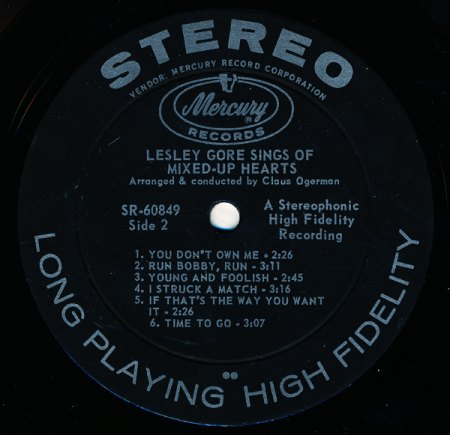 STEREO
VENDOR: MERCURY RECORD CORPORATION
Mercury ®
RECORDS
LESLEY GORE SINGS OF
MIXED-UP HEARTS
Arranged & conducted by Claus Ogerman
SR-60849
Side 2
A Stereophonic
High Fidelity
Recording
1. YOU DON'T OWN ME - 2:26
2. RUN BOBBY, RUN - 3:11
3. YOUNG AND FOOLISH - 2:45
4. I STRUCK A MATCH - 3:16
5. IF THAT'S THE WAY YOU WANT
IT - 2:26
6. TIME TO GO - 3:07
LONG PLAYING HIGH FIDELITY